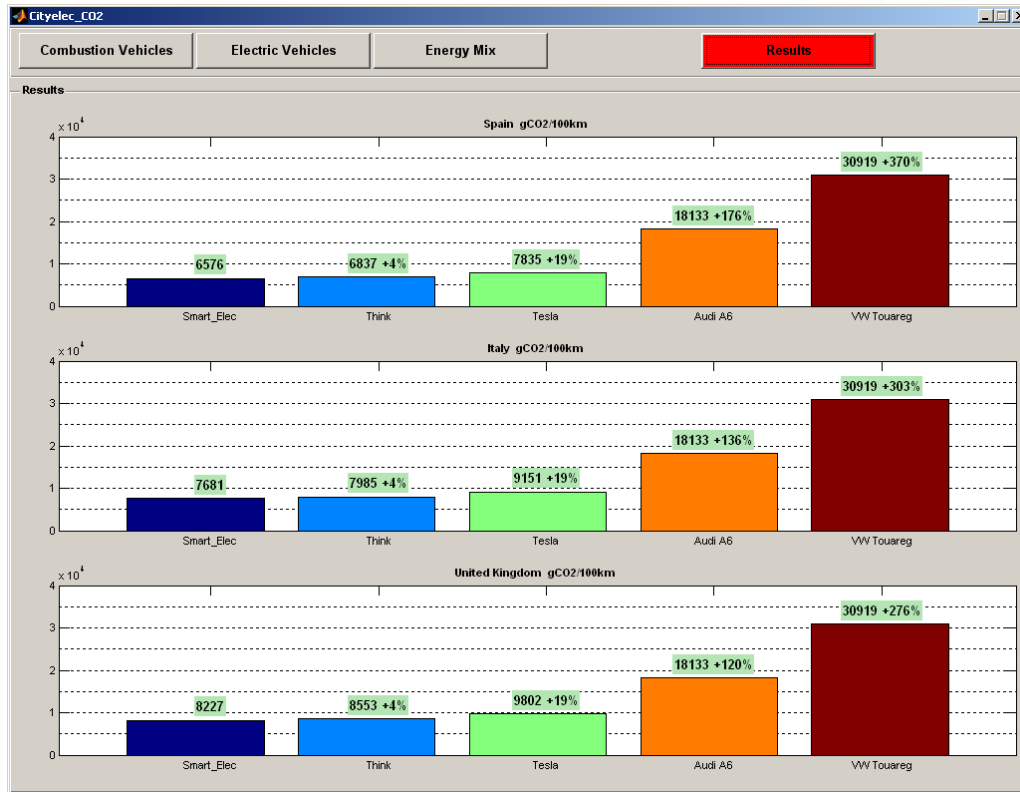 Cityelec_CO2
Combustion Vehicles Electric Vehicles Energy Mix Results
Results
Spain gCO2/100km
x 10^4
4
3
2
1
0
6576
6837 +4%
7835 +19%
18133 +176%
30919 +370%
Smart_Elec Think Tesla Audi A6 VW Touareg
Italy gCO2/100km
x 10^4
4
3
2
1
0
7681
7985 +4%
9151 +19%
18133 +136%
30919 +303%
Smart_Elec Think Tesla Audi A6 VW Touareg
United Kingdom gCO2/100km
x 10^4
4
3
2
1
0
8227
8553 +4%
9802 +19%
18133 +120%
30919 +276%
Smart_Elec Think Tesla Audi A6 VW Touareg